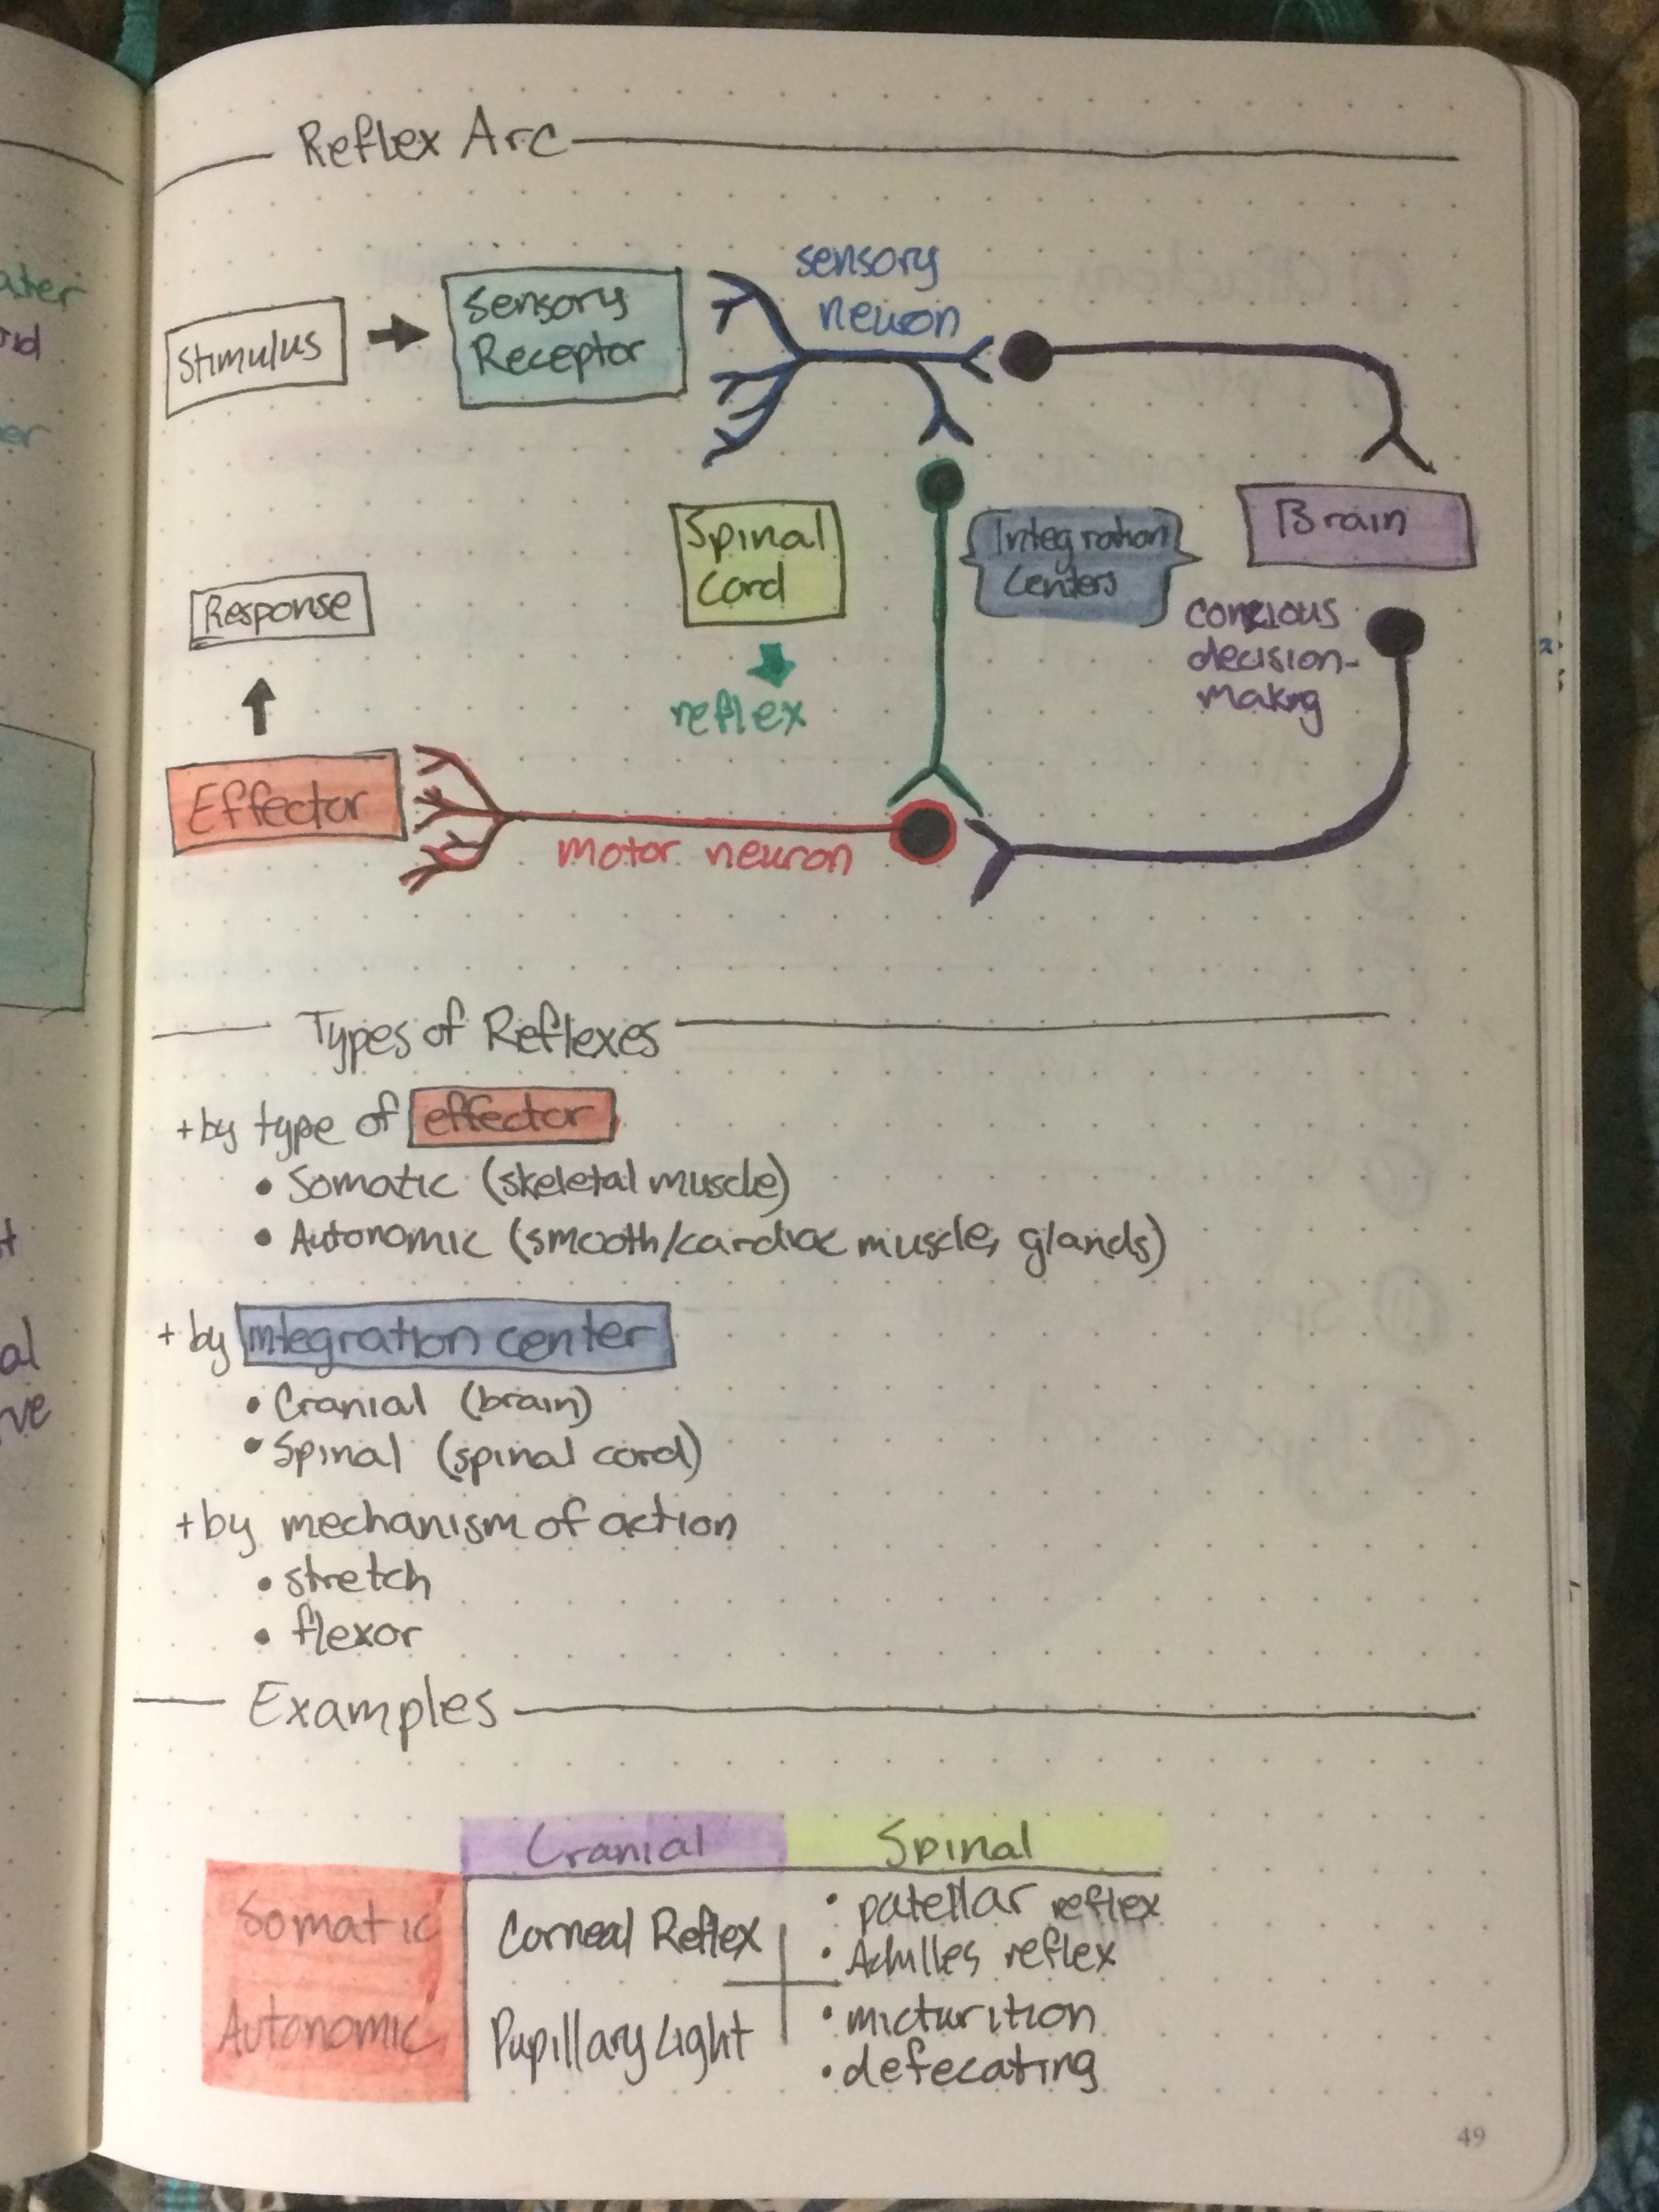 Reflex Arc
Stimulus
Sensory
Receptor
sensory
neuron
Spinal
Cord
reflex
Integration
Centers
Brain
concious
decision-
making
Response
Effector
motor neuron
Types of Reflexes
+ by type of effector
• Somatic (skeletal muscle)
• Autonomic (smooth/cardiac muscle, glands)
+ by integration center
• Cranial (brain)
• Spinal (spinal cord)
+ by mechanism of action
• stretch
• flexor
Examples
Cranial Spinal
Somatic
Corneal Reflex
• patellar reflex
• Achilles reflex
Autonomic
Pupillary Light
• micturition
• defecating
49